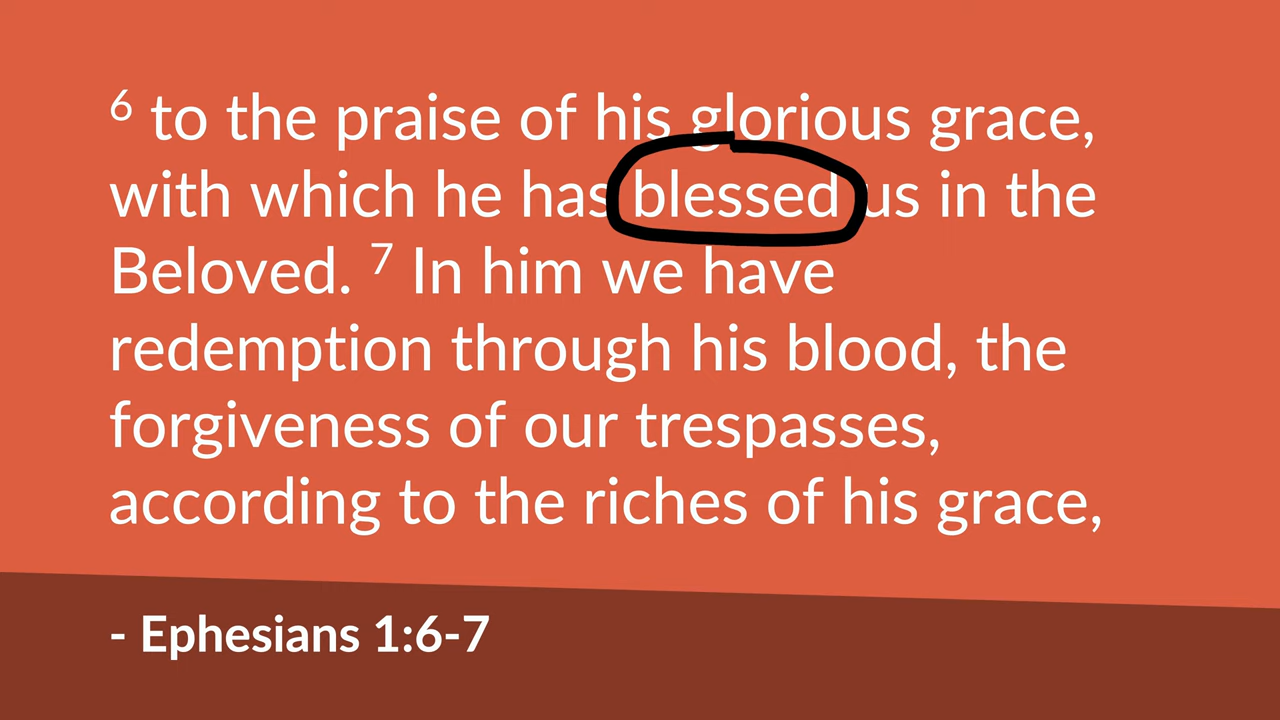 6 to the praise of his glorious grace,
with which he has blessed us in the
Beloved. 7 In him we have
redemption through his blood, the
forgiveness of our trespasses,
according to the riches of his grace,
- Ephesians 1:6-7